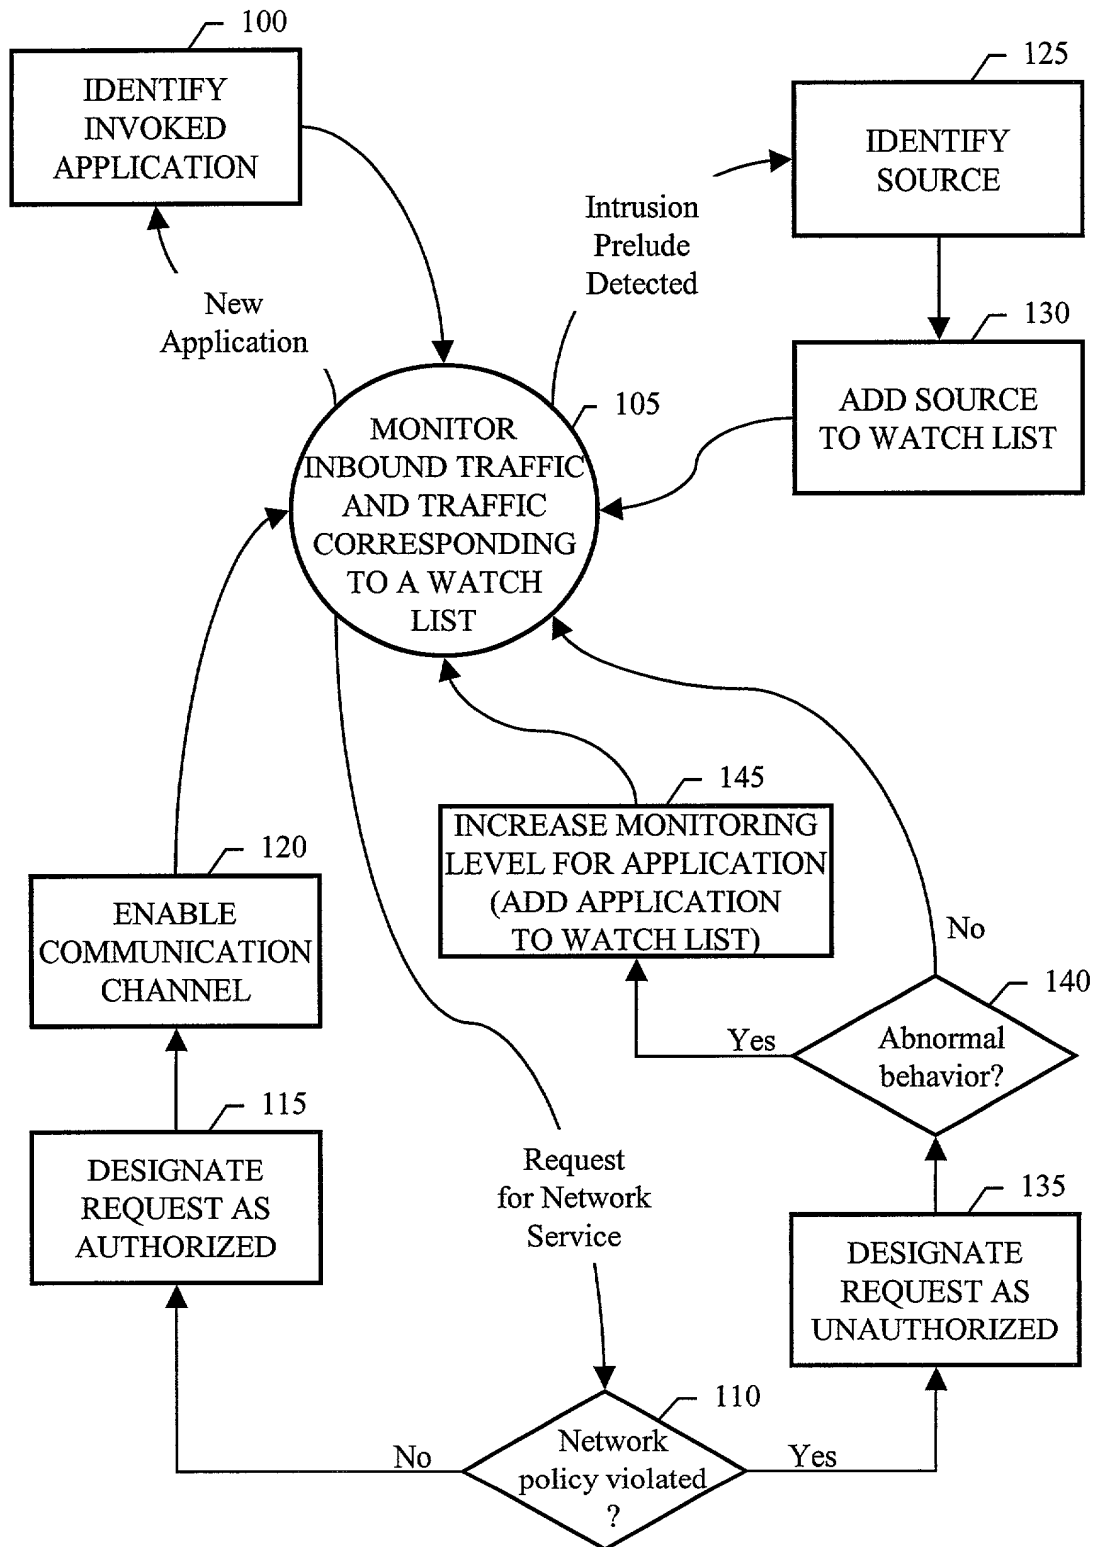 100
IDENTIFY
INVOKED
APPLICATION
125
IDENTIFY
SOURCE
Intrusion
Prelude
Detected
New
Application
130
ADD SOURCE
TO WATCH LIST
105
MONITOR
INBOUND TRAFFIC
AND TRAFFIC
CORRESPONDING
TO A WATCH
LIST
145
INCREASE MONITORING
LEVEL FOR APPLICATION
(ADD APPLICATION
TO WATCH LIST)
120
ENABLE
COMMUNICATION
CHANNEL
No
140
Abnormal
behavior?
Yes
115
DESIGNATE
REQUEST AS
AUTHORIZED
Request
for Network
Service
135
DESIGNATE
REQUEST AS
UNAUTHORIZED
110
Network
policy violated
?
No
Yes